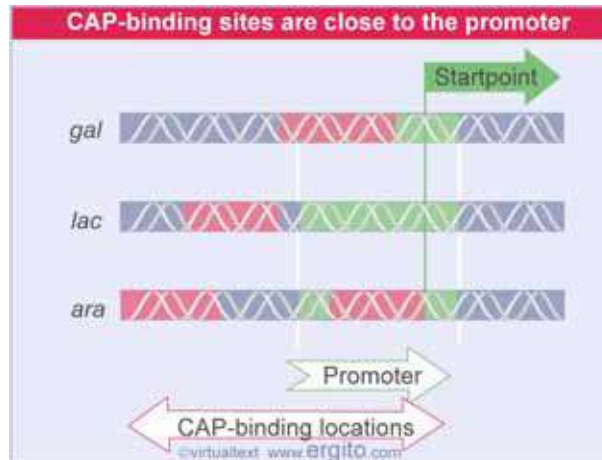 CAP-binding sites are close to the promoter
Startpoint
gal
lac
ara
Promoter
CAP-binding locations
©virtualtext www.ergito.com